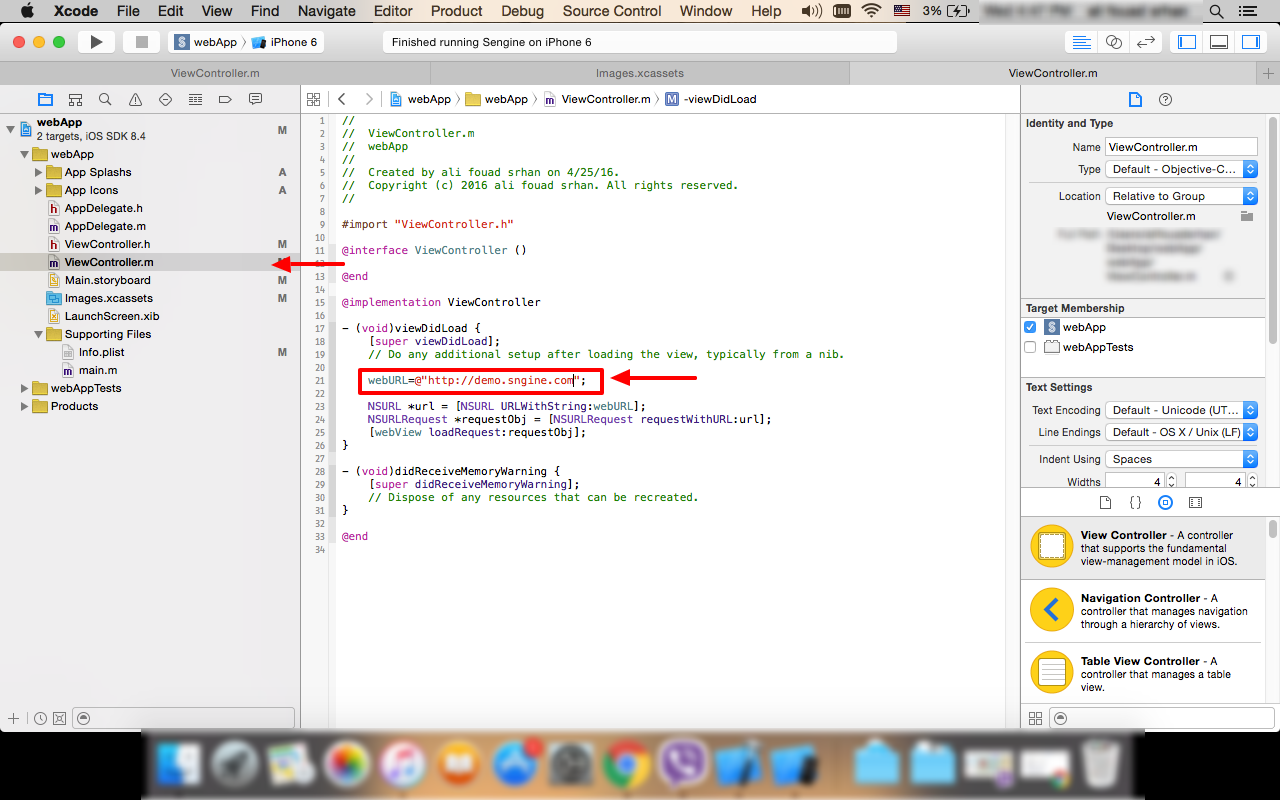 Xcode File Edit View Find Navigate Editor Product Debug Source Control Window Help 3%
webApp iPhone 6 Finished running Sengine on iPhone 6
ViewController.m Images.xcassets ViewController.m
webApp webApp ViewController.m M -viewDidLoad
webApp
2 targets, iOS SDK 8.4 M
webApp
App Splashs A
App Icons A
h AppDelegate.h
m AppDelegate.m
h ViewController.h M
m ViewController.m M
Main.storyboard M
Images.xcassets M
LaunchScreen.xib
Supporting Files
Info.plist M
m main.m
webAppTests
Products
1 //
2 // ViewController.m
3 // webApp
4 //
5 // Created by ali fouad srhan on 4/25/16.
6 // Copyright (c) 2016 ali fouad srhan. All rights reserved.
7 //
8
9 #import "ViewController.h"
10
11 @interface ViewController ()
12
13 @end
14
15 @implementation ViewController
16
17 - (void)viewDidLoad {
18 [super viewDidLoad];
19 // Do any additional setup after loading the view, typically from a nib.
20
21 webURL=@"http://demo.sngine.com";
22
23 NSURL *url = [NSURL URLWithString:webURL];
24 NSURLRequest *requestObj = [NSURLRequest requestWithURL:url];
25 [webView loadRequest:requestObj];
26 }
27
28 - (void)didReceiveMemoryWarning {
29 [super didReceiveMemoryWarning];
30 // Dispose of any resources that can be recreated.
31 }
32
33 @end
34
Identity and Type
Name ViewController.m
Type Default - Objective-C...
Location Relative to Group
ViewController.m
Target Membership
webApp
webAppTests
Text Settings
Text Encoding Default - Unicode (UT...
Line Endings Default - OS X / Unix (LF)
Indent Using Spaces
Widths 4 4
View Controller - A controller
that supports the fundamental
view-management model in iOS.
Navigation Controller - A
controller that manages navigation
through a hierarchy of views.
Table View Controller - A
controller that manages a table
view.